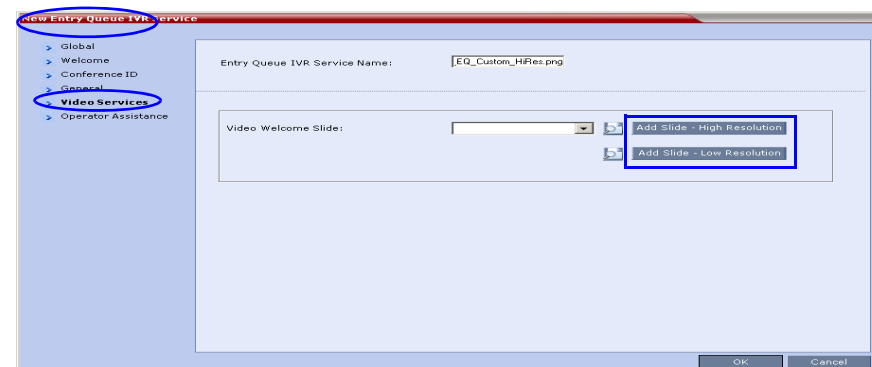 New Entry Queue IVR Service
Global
Welcome
Conference ID
General
Video Services
Operator Assistance
Entry Queue IVR Service Name: EQ_Custom_HiRes.png
Video Welcome Slide: Add Slide - High Resolution
Add Slide - Low Resolution
OK Cancel